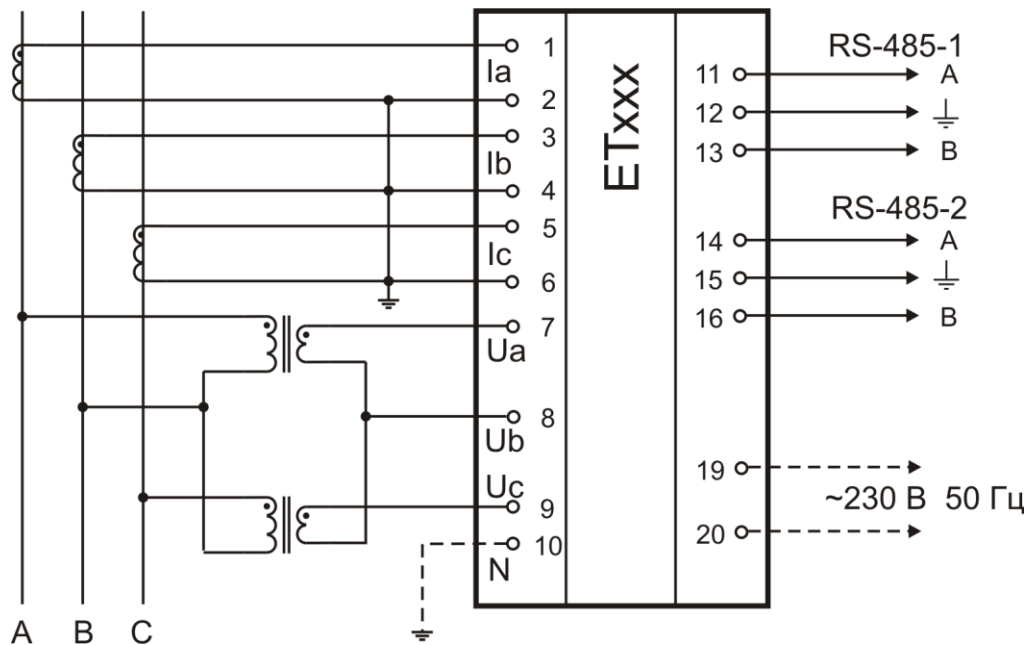 1
Ia
2
3
Ib
4
5
Ic
6
7
Ua
8
Ub
Uc
9
10
N
A B C
ETxxx
RS-485-1
11 A
12
13 B
RS-485-2
14 A
15
16 B
19
~230 В 50 Гц
20